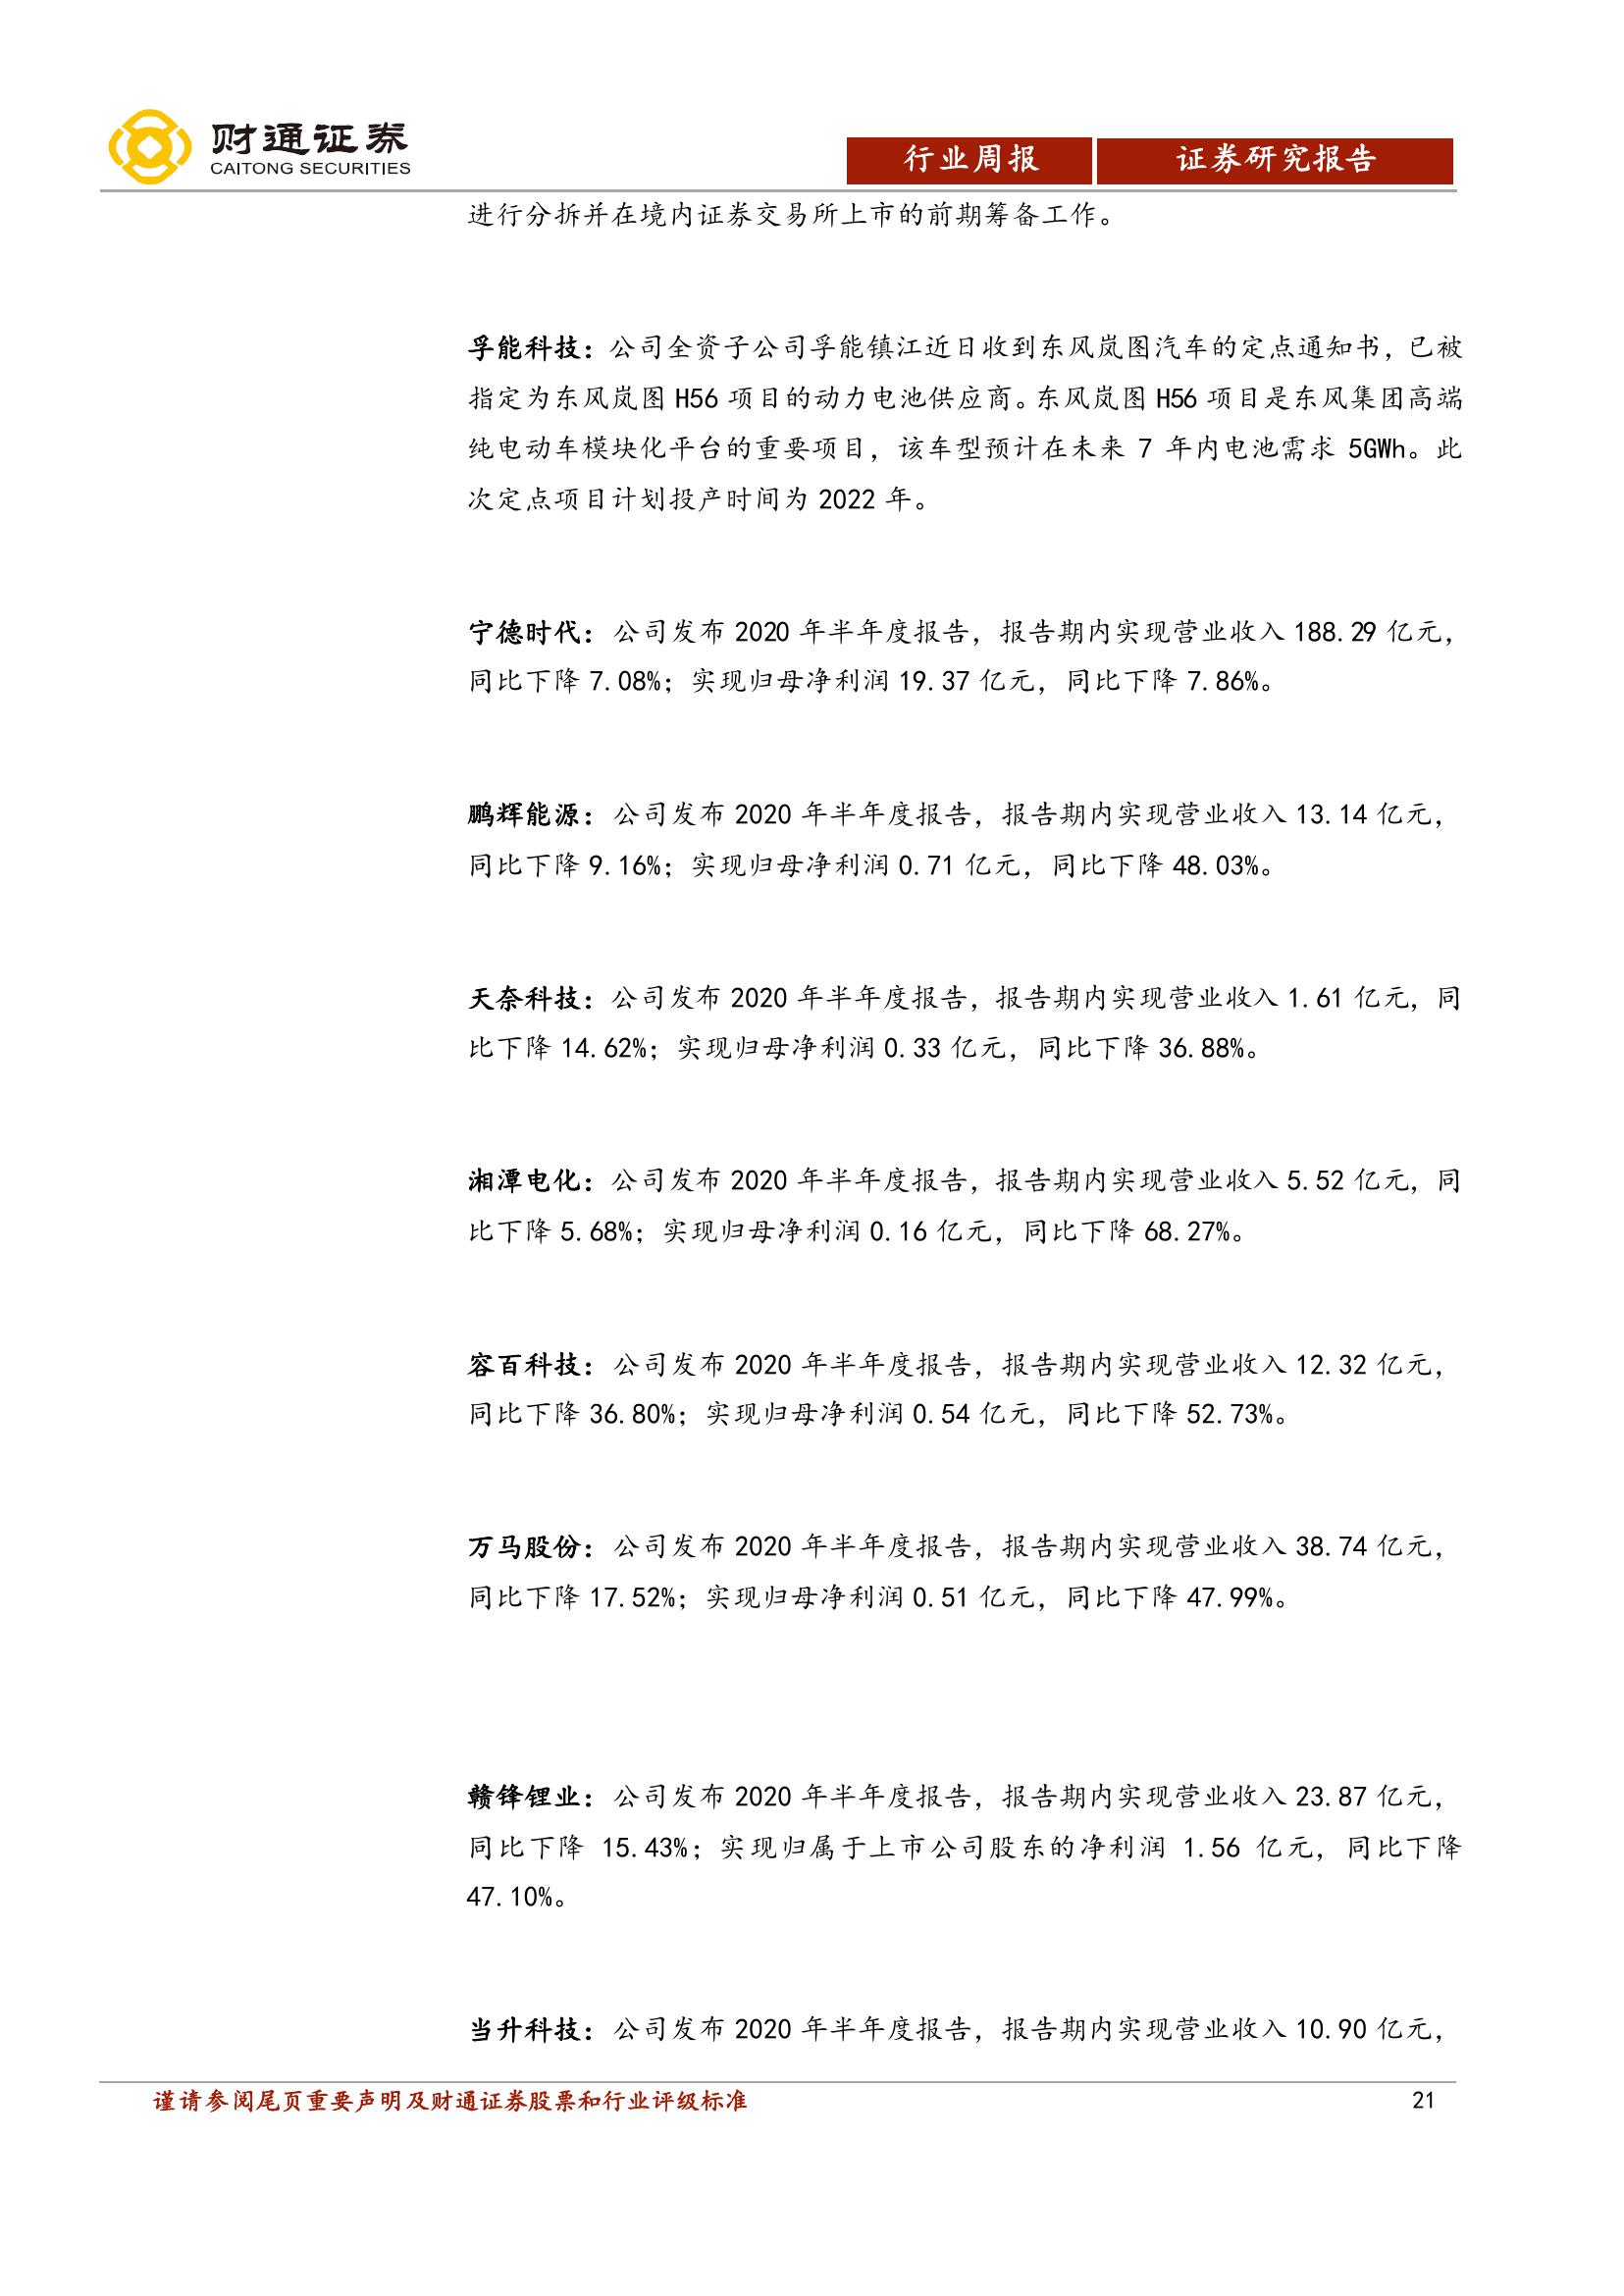 财通证券
CAITONG SECURITIES
行业周报
证券研究报告
进行分拆并在境内证券交易所上市的前期筹备工作。
孚能科技：公司全资子公司孚能镇江近日收到东风岚图汽车的定点通知书，已被
指定为东风岚图 H56 项目的动力电池供应商。东风岚图 H56 项目是东风集团高端
纯电动车模块化平台的重要项目，该车型预计在未来 7 年内电池需求 5GWh。此
次定点项目计划投产时间为 2022 年。
宁德时代：公司发布 2020 年半年度报告，报告期内实现营业收入 188.29 亿元，
同比下降 7.08%；实现归母净利润 19.37 亿元，同比下降 7.86%。
鹏辉能源：公司发布 2020 年半年度报告，报告期内实现营业收入 13.14 亿元，
同比下降 9.16%；实现归母净利润 0.71 亿元，同比下降 48.03%。
天奈科技：公司发布 2020 年半年度报告，报告期内实现营业收入 1.61 亿元，同
比下降 14.62%；实现归母净利润 0.33 亿元，同比下降 36.88%。
湘潭电化：公司发布 2020 年半年度报告，报告期内实现营业收入 5.52 亿元，同
比下降 5.68%；实现归母净利润 0.16 亿元，同比下降 68.27%。
容百科技：公司发布 2020 年半年度报告，报告期内实现营业收入 12.32 亿元，
同比下降 36.80%；实现归母净利润 0.54 亿元，同比下降 52.73%。
万马股份：公司发布 2020 年半年度报告，报告期内实现营业收入 38.74 亿元，
同比下降 17.52%；实现归母净利润 0.51 亿元，同比下降 47.99%。
赣锋锂业：公司发布 2020 年半年度报告，报告期内实现营业收入 23.87 亿元，
同比下降 15.43%；实现归属于上市公司股东的净利润 1.56 亿元，同比下降
47.10%。
当升科技：公司发布 2020 年半年度报告，报告期内实现营业收入 10.90 亿元，
谨请参阅尾页重要声明及财通证券股票和行业评级标准
21